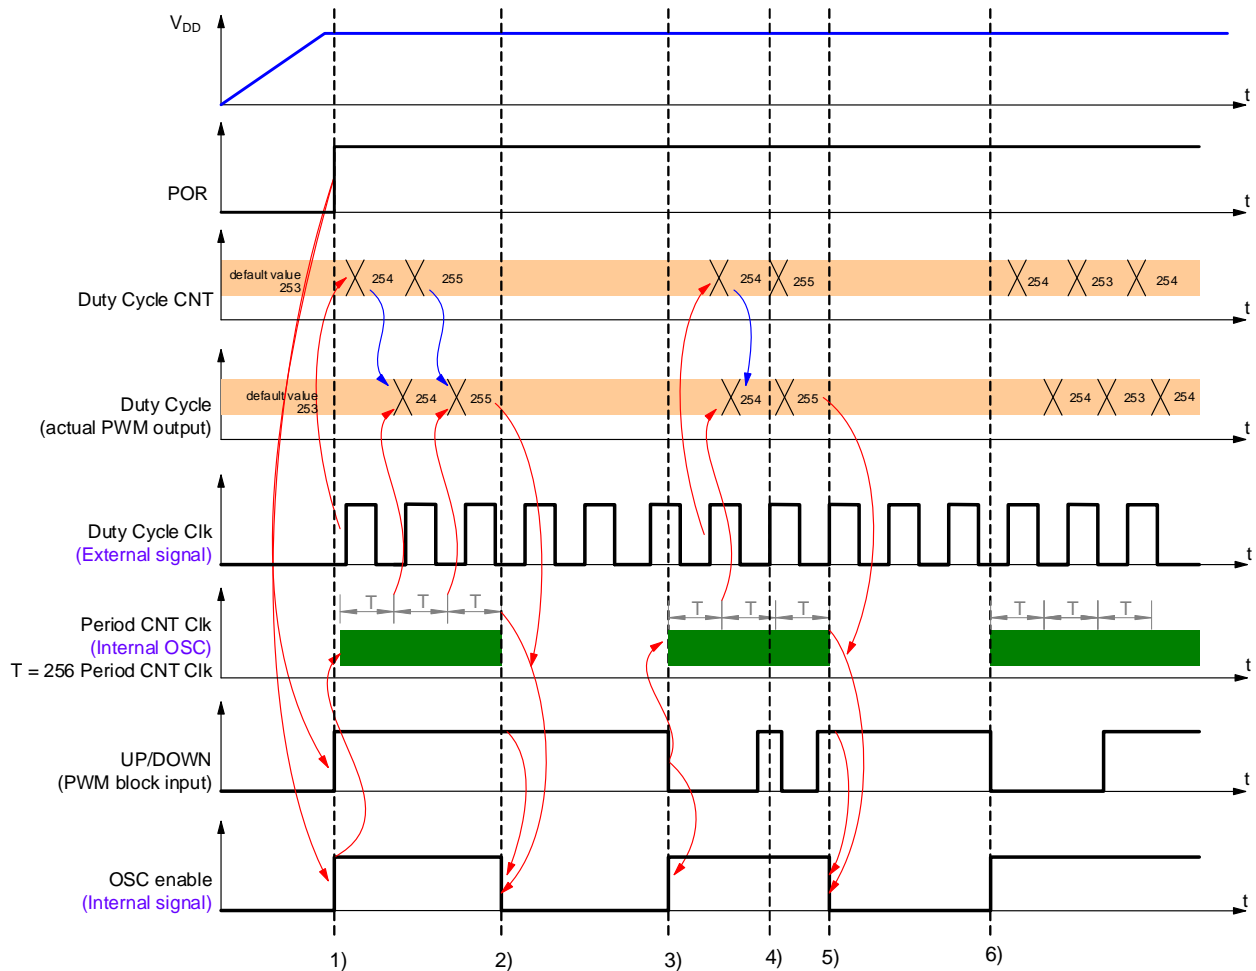 VDD
t
POR
t
default value
253
254
255
254
255
254
253
254
Duty Cycle CNT
t
default value
253
254
255
254
255
254
253
254
Duty Cycle
(actual PWM output)
t
Duty Cycle Clk
(External signal)
t
T T T T T T T T T
Period CNT Clk
(Internal OSC)
T = 256 Period CNT Clk
t
UP/DOWN
(PWM block input)
t
OSC enable
(Internal signal)
t
1) 2) 3) 4) 5) 6)